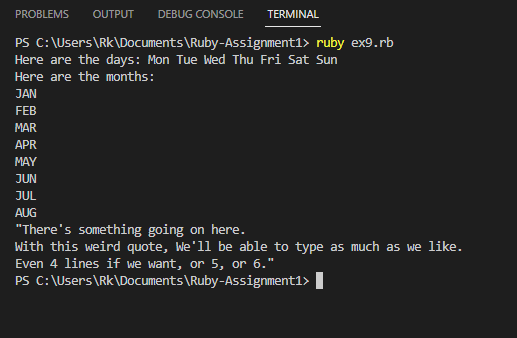 PROBLEMS OUTPUT DEBUG CONSOLE TERMINAL
PS C:\Users\Rk\Documents\Ruby-Assignment1> ruby ex9.rb
Here are the days: Mon Tue Wed Thu Fri Sat Sun
Here are the months:
JAN
FEB
MAR
APR
MAY
JUN
JUL
AUG
"There's something going on here.
With this weird quote, We'll be able to type as much as we like.
Even 4 lines if we want, or 5, or 6."
PS C:\Users\Rk\Documents\Ruby-Assignment1>